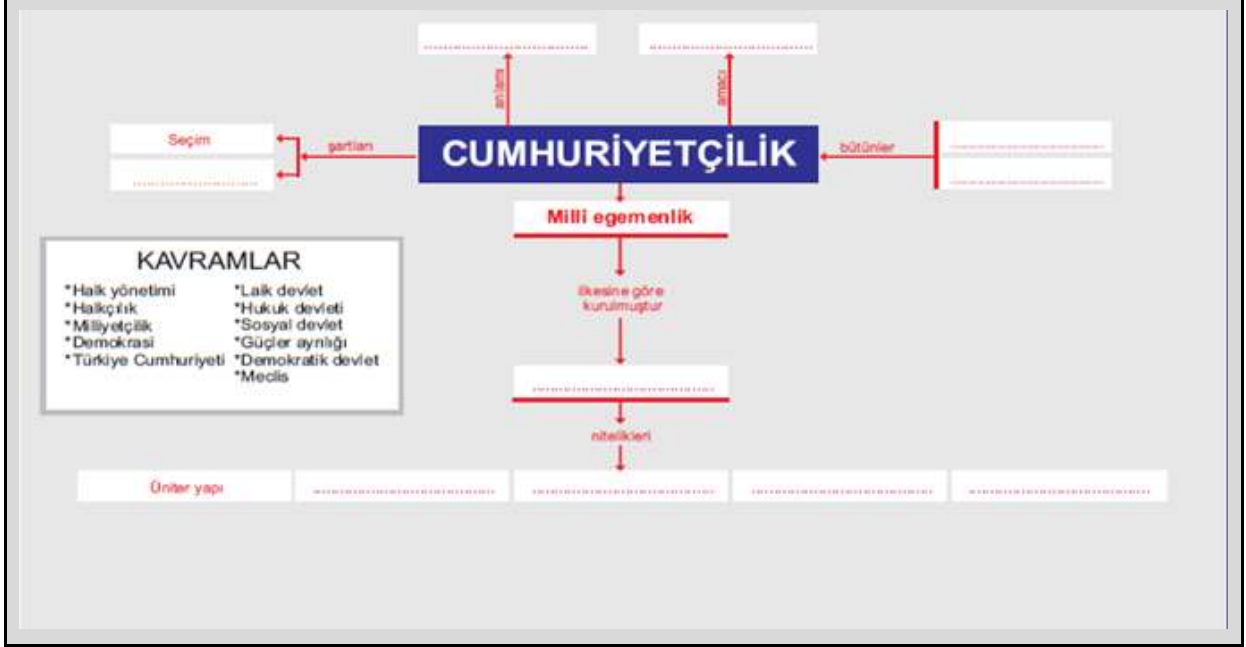 anlamı
amacı
Seçim
şartları
CUMHURİYETÇİLİK
bütünler
Milli egemenlik
KAVRAMLAR
*Halk yönetimi
*Halkçılık
*Milliyetçilik
*Demokrasi
*Türkiye Cumhuriyeti
*Laik devlet
*Hukuk devleti
*Sosyal devlet
*Güçler ayrılığı
*Demokratik devlet
*Meclis
ilkesine göre
kurulmuştur
nitelikleri
Üniter yapı